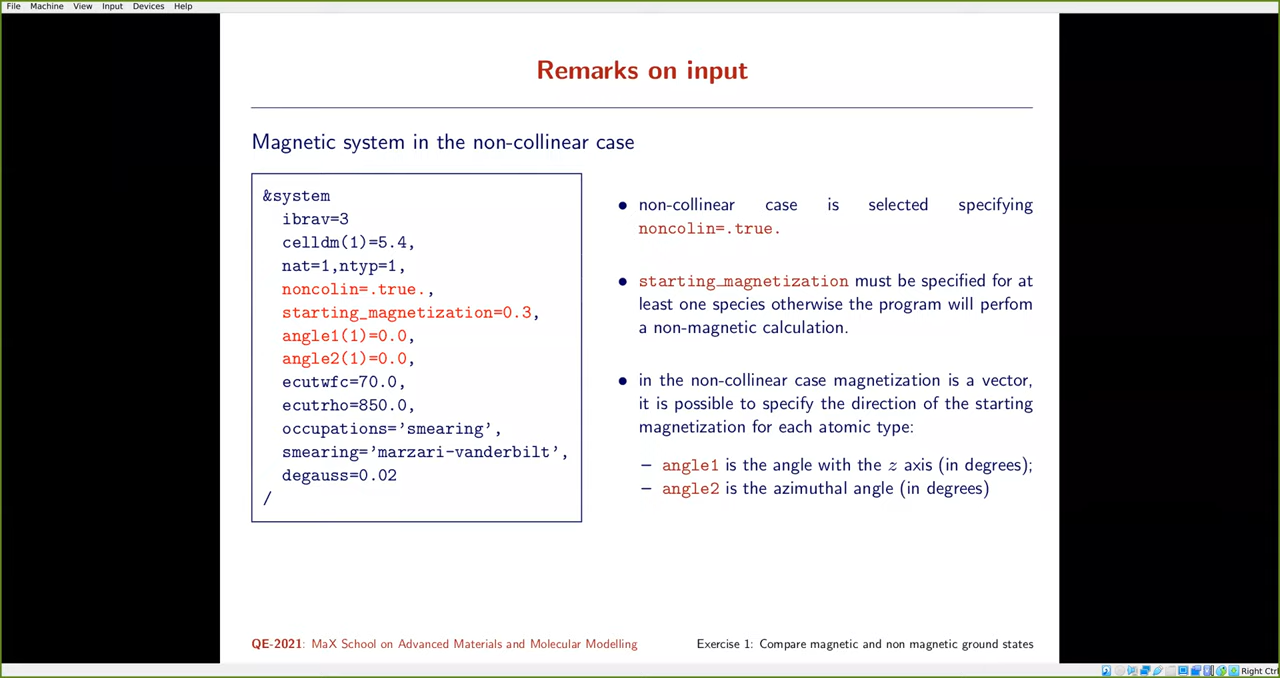 File Machine View Input Devices Help
Remarks on input
Magnetic system in the non-collinear case
&system
ibrav=3
celldm(1)=5.4,
nat=1,ntyp=1,
noncolin=.true.,
starting_magnetization=0.3,
angle1(1)=0.0,
angle2(1)=0.0,
ecutwfc=70.0,
ecutrho=850.0,
occupations='smearing',
smearing='marzari-vanderbilt',
degauss=0.02
/
• non-collinear case is selected specifying
noncolin=.true.
• starting_magnetization must be specified for at
least one species otherwise the program will perfom
a non-magnetic calculation.
• in the non-collinear case magnetization is a vector,
it is possible to specify the direction of the starting
magnetization for each atomic type:
– angle1 is the angle with the z axis (in degrees);
– angle2 is the azimuthal angle (in degrees)
QE-2021: MaX School on Advanced Materials and Molecular Modelling
Exercise 1: Compare magnetic and non magnetic ground states
Right Ctrl